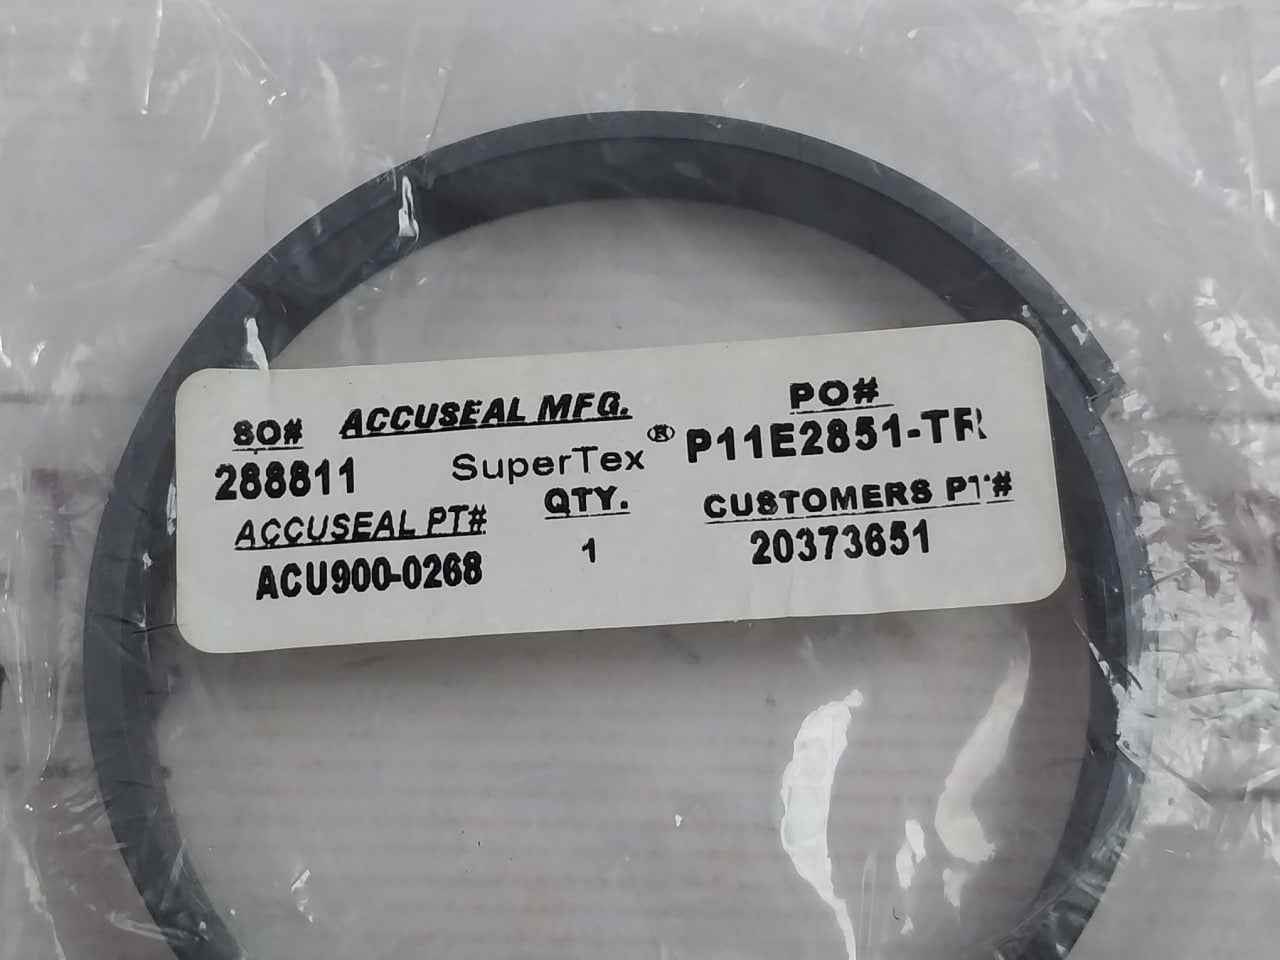 SO# ACCUSEAL MFG. PO#
288811 SuperTex® P11E2851-TR
ACCUSEAL PT# QTY. CUSTOMERS PT#
ACU900-0268 1 20373651